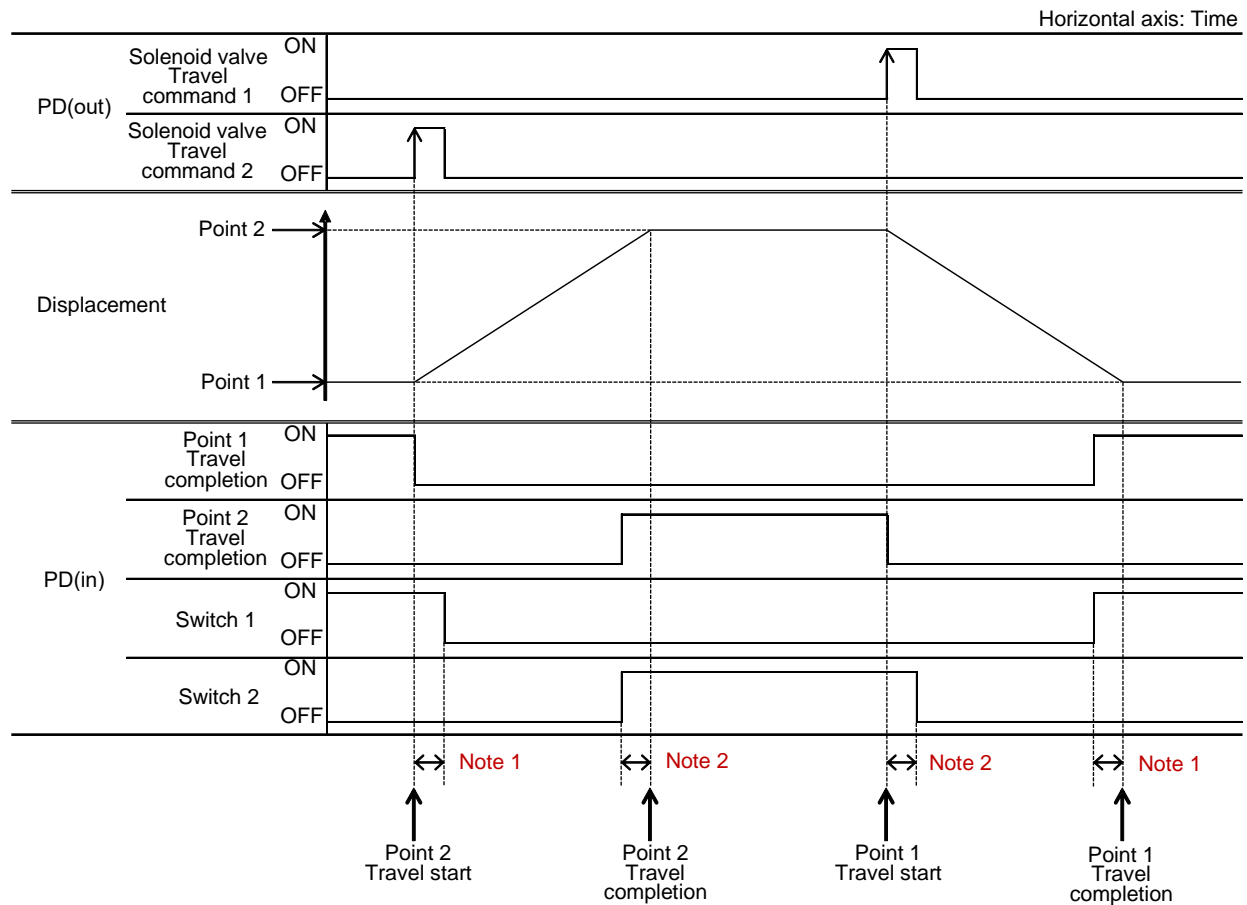 Horizontal axis: Time
PD(out)
Solenoid valve
Travel
command 1
ON
OFF
Solenoid valve
Travel
command 2
ON
OFF
Displacement
Point 2
Point 1
PD(in)
Point 1
Travel
completion
ON
OFF
Point 2
Travel
completion
ON
OFF
Switch 1
ON
OFF
Switch 2
ON
OFF
Note 1
Note 2
Note 2
Note 1
Point 2
Travel start
Point 2
Travel
completion
Point 1
Travel start
Point 1
Travel
completion